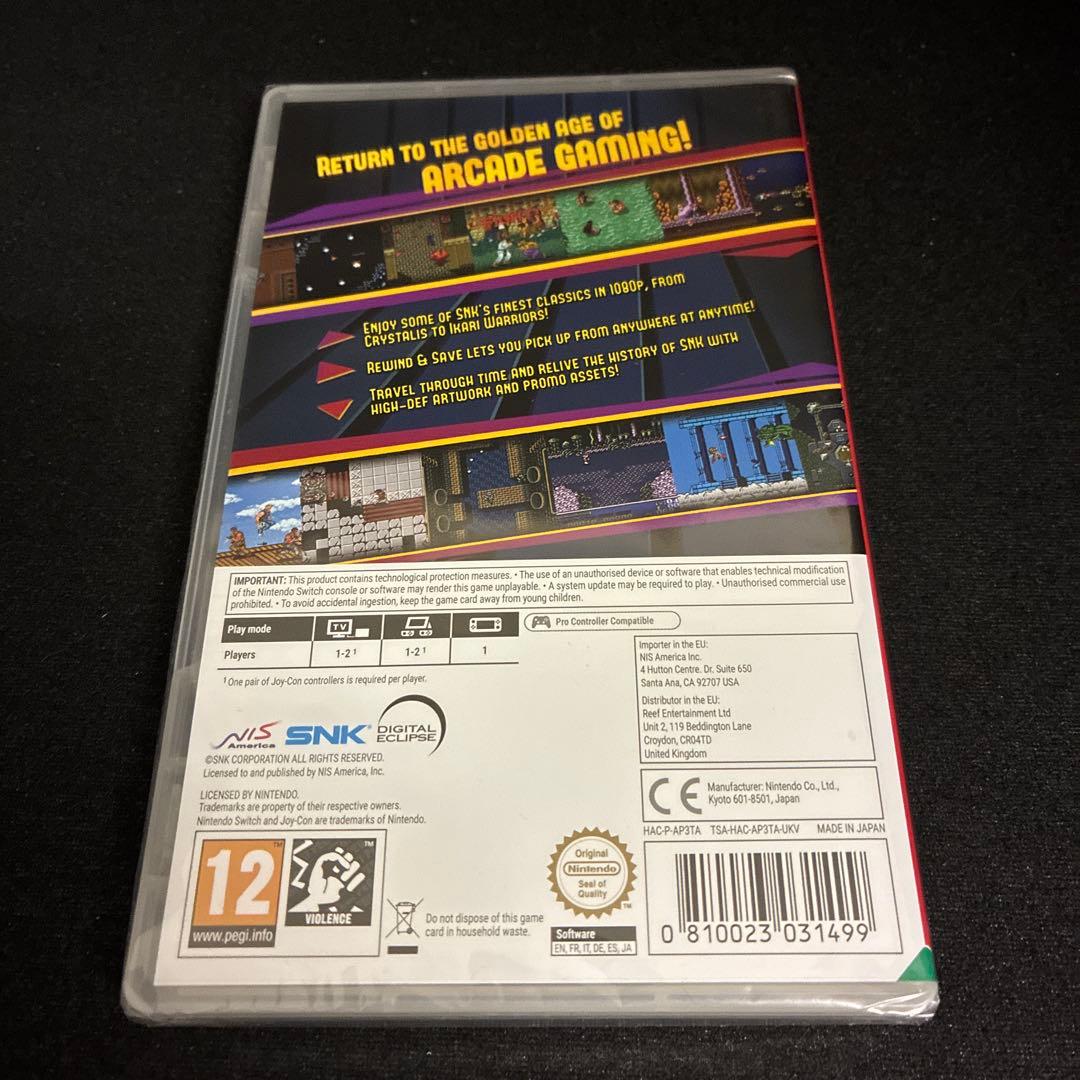 RETURN TO THE GOLDEN AGE OF
ARCADE GAMING!
ENJOY SOME OF SNK'S FINEST CLASSICS IN 1080P, FROM
CRYSTALIS TO IKARI WARRIORS!
REWIND & SAVE LETS YOU PICK UP FROM ANYWHERE AT ANYTIME!
TRAVEL THROUGH TIME AND RELIVE THE HISTORY OF SNK WITH
HIGH-DEF ARTWORK AND PROMO ASSETS!
IMPORTANT: This product contains technological protection measures. • The use of an unauthorised device or software that enables technical modification
of the Nintendo Switch console or software may render this game unplayable. • A system update may be required to play. • Unauthorised commercial use
prohibited. • To avoid accidental ingestion, keep the game card away from young children.
Play mode TV
Pro Controller Compatible
Players 1-2¹ 1-2¹ 1
¹ One pair of Joy-Con controllers is required per player.
Importer in the EU:
NIS America Inc.
4 Hutton Centre. Dr. Suite 650
Santa Ana, CA 92707 USA
Distributor in the EU:
Reef Entertainment Ltd
Unit 2, 119 Beddington Lane
Croydon, CR04TD
United Kingdom
NIS America SNK® DIGITAL ECLIPSE
©SNK CORPORATION ALL RIGHTS RESERVED.
Licensed to and published by NIS America, Inc.
LICENSED BY NINTENDO.
Trademarks are property of their respective owners.
Nintendo Switch and Joy-Con are trademarks of Nintendo.
CE Manufacturer: Nintendo Co., Ltd.,
Kyoto 601-8501, Japan
HAC-P-AP3TA TSA-HAC-AP3TA-UKV MADE IN JAPAN
12 ™
www.pegi.info
™
VIOLENCE
Do not dispose of this game
card in household waste.
Original
Nintendo
Seal of
Quality
™
Software
EN, FR, IT, DE, ES, JA
0 810023 031499